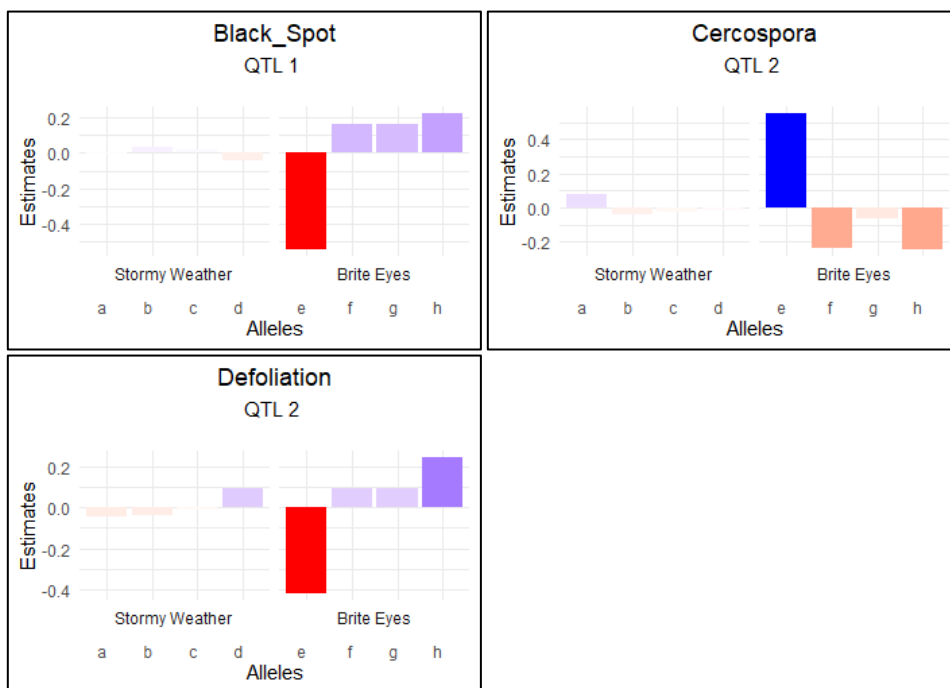 Black_Spot
QTL 1
Estimates
0.2
0.0
-0.2
-0.4
Stormy Weather Brite Eyes
a b c d e f g h
Alleles
Cercospora
QTL 2
Estimates
0.4
0.2
0.0
-0.2
Stormy Weather Brite Eyes
a b c d e f g h
Alleles
Defoliation
QTL 2
Estimates
0.2
0.0
-0.2
-0.4
Stormy Weather Brite Eyes
a b c d e f g h
Alleles